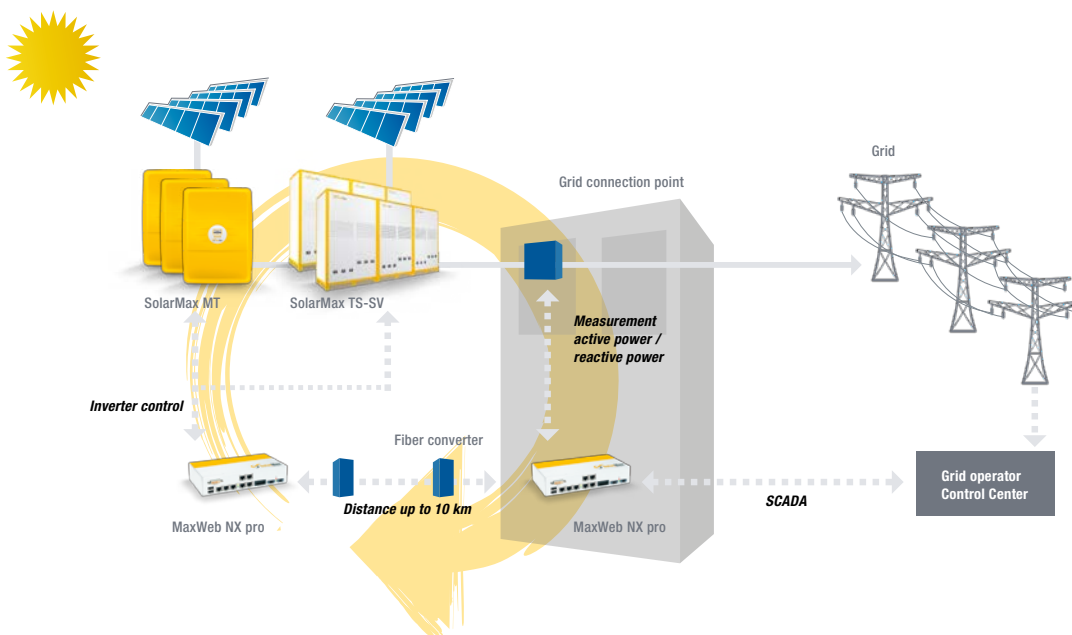 Grid
Grid connection point
SolarMax MT
SolarMax TS-SV
Measurement
active power /
reactive power
Inverter control
Fiber converter
Grid operator
Control Center
Distance up to 10 km
SCADA
MaxWeb NX pro
MaxWeb NX pro